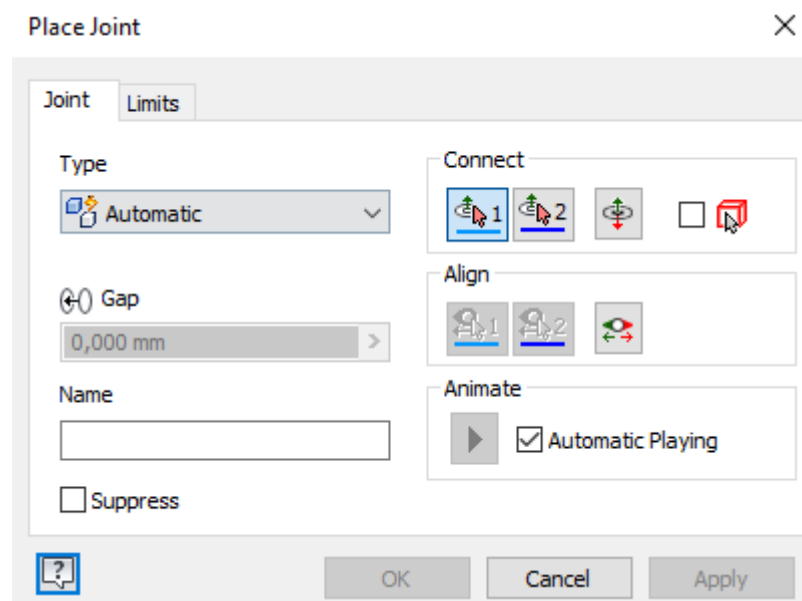 Place Joint
Joint
Limits
Type
Automatic
Gap
0,000 mm
Name
Suppress
Connect
1
2
Align
1
2
Animate
Automatic Playing
?
OK
Cancel
Apply